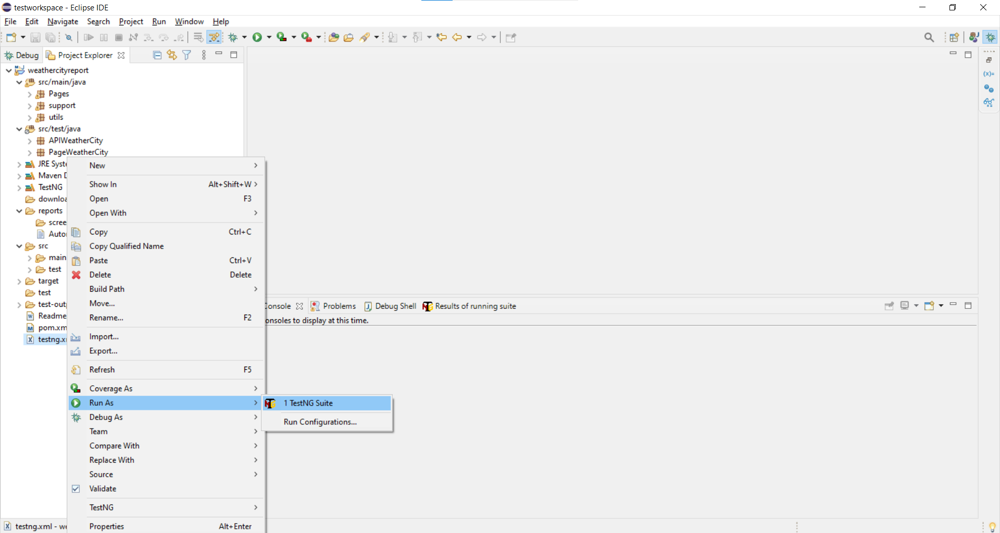 testworkspace - Eclipse IDE
File Edit Navigate Search Project Run Window Help
Debug Project Explorer
weathercityreport
src/main/java
Pages
support
utils
src/test/java
APIWeatherCity
PageWeatherCity
JRE Syste
Maven D
TestNG
downloa
reports
scree
Auto
src
main
test
target
test
test-outp
Readme
pom.xm
testng.x
New
Show In Alt+Shift+W
Open F3
Open With
Copy Ctrl+C
Copy Qualified Name
Paste Ctrl+V
Delete Delete
Build Path
Move...
Rename... F2
Import...
Export...
Refresh F5
Coverage As
Run As
Debug As
Team
Compare With
Replace With
Source
Validate
TestNG
Properties Alt+Enter
1 TestNG Suite
Run Configurations...
Console Problems Debug Shell Results of running suite
onsoles to display at this time.
testng.xml - we
(x)=